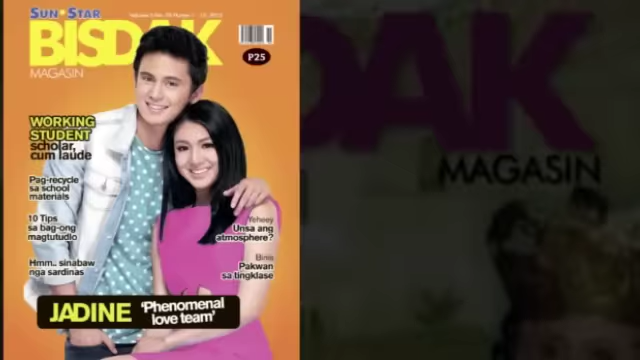 SUN STAR
BISDAK
MAGASIN
P25
WORKING
STUDENT
scholar,
cum laude
Pag-recycle
sa school
materials
10 Tips
sa bag-ong
magtutudlo
Hmm.. sinabaw
nga sardinas
Yeheey
Unsa ang
atmosphere?
Binis
Pakwan
sa tingklase
JADINE 'Phenomenal
love team'
DAK
MAGASIN